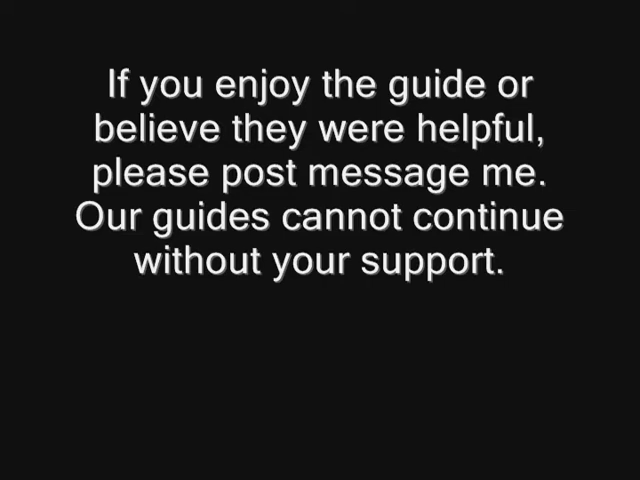 If you enjoy the guide or
believe they were helpful,
please post message me.
Our guides cannot continue
without your support.